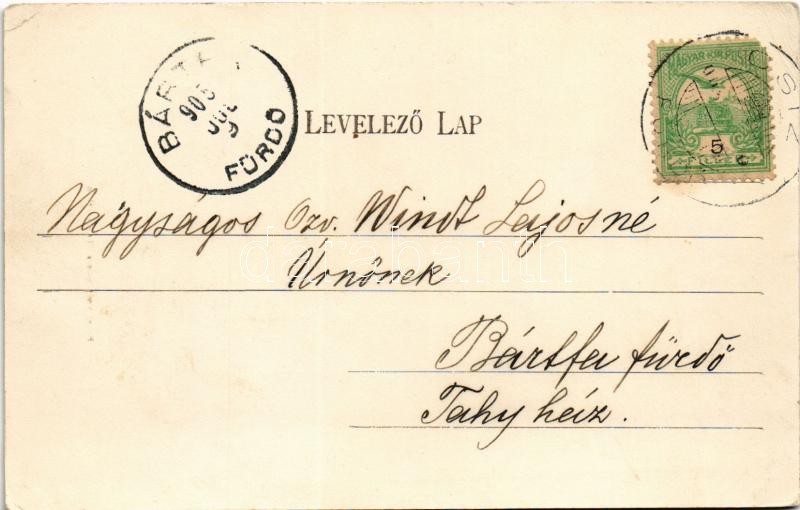 BÁRTFA FÜRDŐ
905 JUL 9
LEVELEZŐ LAP
MAGYAR KIR. POSTA
5
Nagyságos Özv. Windt Lajosné
Úrnőnek
Bártfa fürdő
Tahy ház.
darabanth